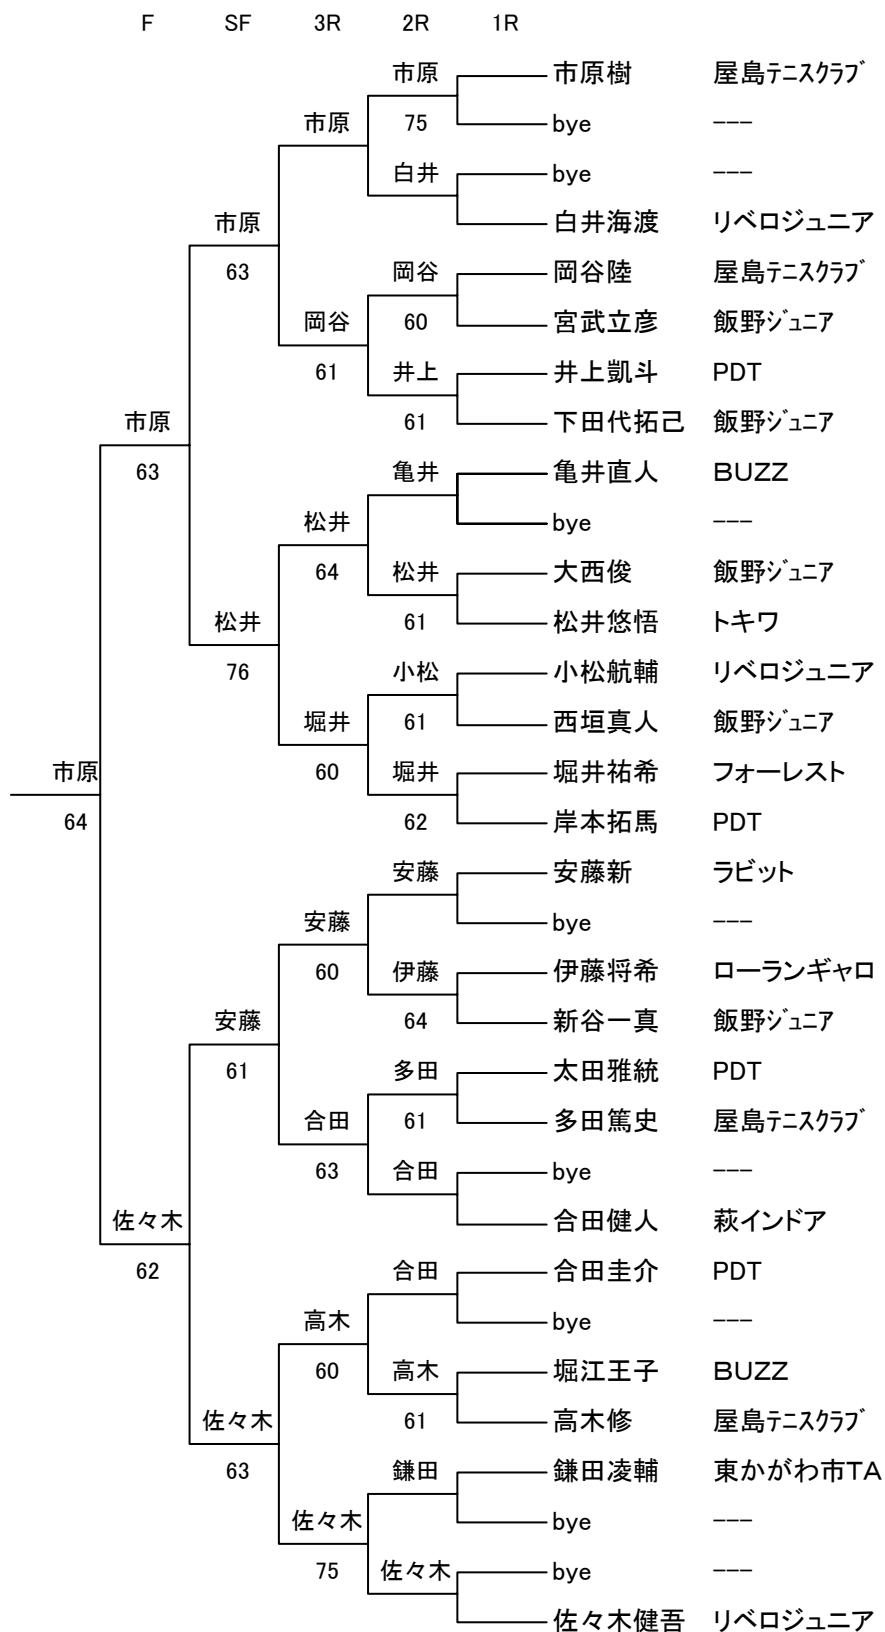 F SF 3R 2R 1R
市原 市原樹 屋島テニスクラブ
市原 75 bye ---
白井 bye ---
市原 白井海渡 リベロジュニア
63 岡谷 岡谷陸 屋島テニスクラブ
岡谷 60 宮武立彦 飯野ジュニア
61 井上 井上凱斗 PDT
市原 61 下田代拓己 飯野ジュニア
63 亀井 亀井直人 BUZZ
松井 bye ---
64 松井 大西俊 飯野ジュニア
松井 61 松井悠悟 トキワ
76 小松 小松航輔 リベロジュニア
堀井 61 西垣真人 飯野ジュニア
市原 60 堀井 堀井祐希 フォーレスト
64 62 岸本拓馬 PDT
安藤 安藤新 ラビット
安藤 bye ---
60 伊藤 伊藤将希 ローランギャロ
安藤 64 新谷一真 飯野ジュニア
61 多田 太田雅統 PDT
合田 61 多田篤史 屋島テニスクラブ
63 合田 bye ---
佐々木 合田健人 萩インドア
62 合田 合田圭介 PDT
高木 bye ---
60 高木 堀江王子 BUZZ
佐々木 61 高木修 屋島テニスクラブ
63 鎌田 鎌田凌輔 東かがわ市TA
佐々木 bye ---
75 佐々木 bye ---
佐々木健吾 リベロジュニア